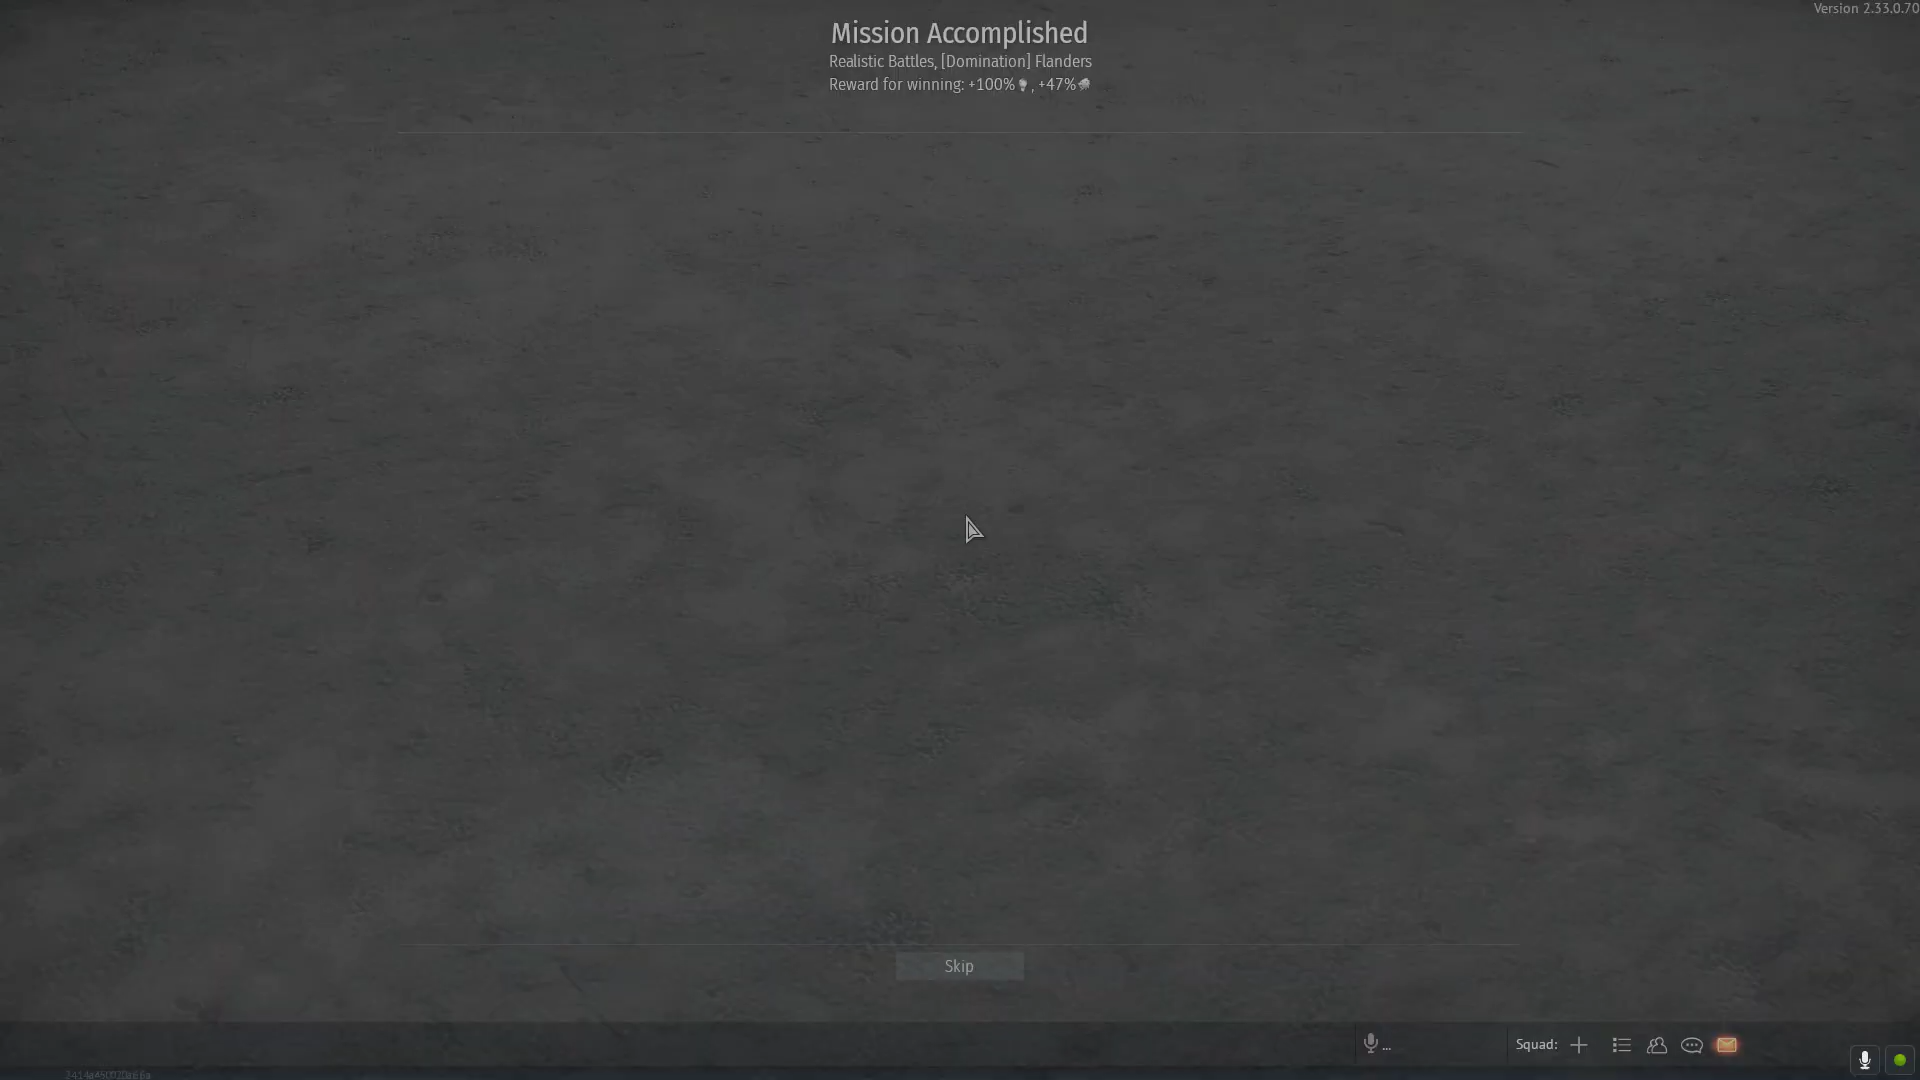 Version 2.33.0.70
Mission Accomplished
Realistic Battles, [Domination] Flanders
Reward for winning: +100%, +47%
Skip
...
Squad: